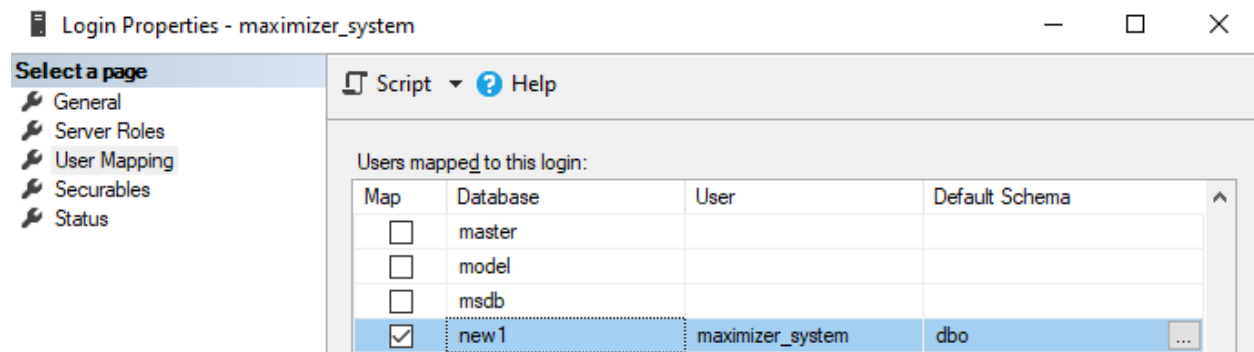 Login Properties - maximizer_system
Select a page
General
Server Roles
User Mapping
Securables
Status
Script Help
Users mapped to this login:
Map Database User Default Schema
master
model
msdb
new1 maximizer_system dbo ...